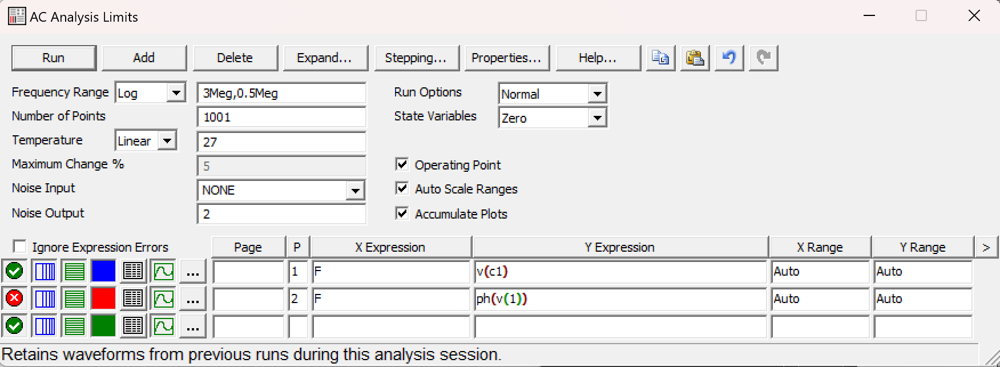 AC Analysis Limits
Run Add Delete Expand... Stepping... Properties... Help...
Frequency Range Log 3Meg,0.5Meg Run Options Normal
Number of Points 1001 State Variables Zero
Temperature Linear 27
Maximum Change % 5 Operating Point
Noise Input NONE Auto Scale Ranges
Noise Output 2 Accumulate Plots
Ignore Expression Errors Page P X Expression Y Expression X Range Y Range >
... 1 F v(c1) Auto Auto
... 2 F ph(v(1)) Auto Auto
...
Retains waveforms from previous runs during this analysis session.